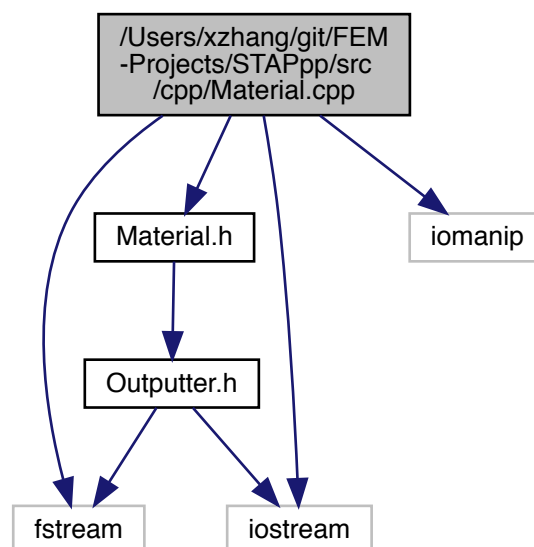 /Users/xzhang/git/FEM
-Projects/STAPpp/src
/cpp/Material.cpp
Material.h
iomanip
Outputter.h
fstream
iostream